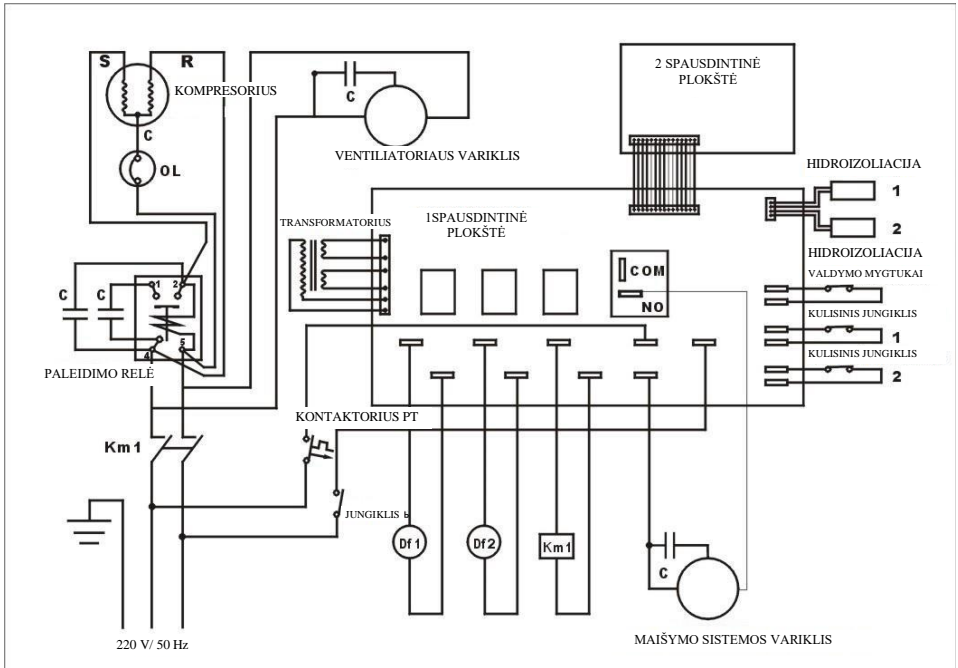 S R
KOMPRESORIUS
C
OL
C
VENTILIATORIAUS VARIKLIS
2 SPAUSDINTINĖ
PLOKŠTĖ
HIDROIZOLIACIJA
1
2
HIDROIZOLIACIJA
TRANSFORMATORIUS
1SPAUSDINTINĖ
PLOKŠTĖ
COM
NO
VALDYMO MYGTUKAI
KULISINIS JUNGIKLIS
1
KULISINIS JUNGIKLIS
2
C C
1 2
4 5
PALEIDIMO RELĖ
KONTAKTORIUS PT
Km1
JUNGIKLIS
Df1 Df2 Km1
C
220 V/ 50 Hz
MAIŠYMO SISTEMOS VARIKLIS